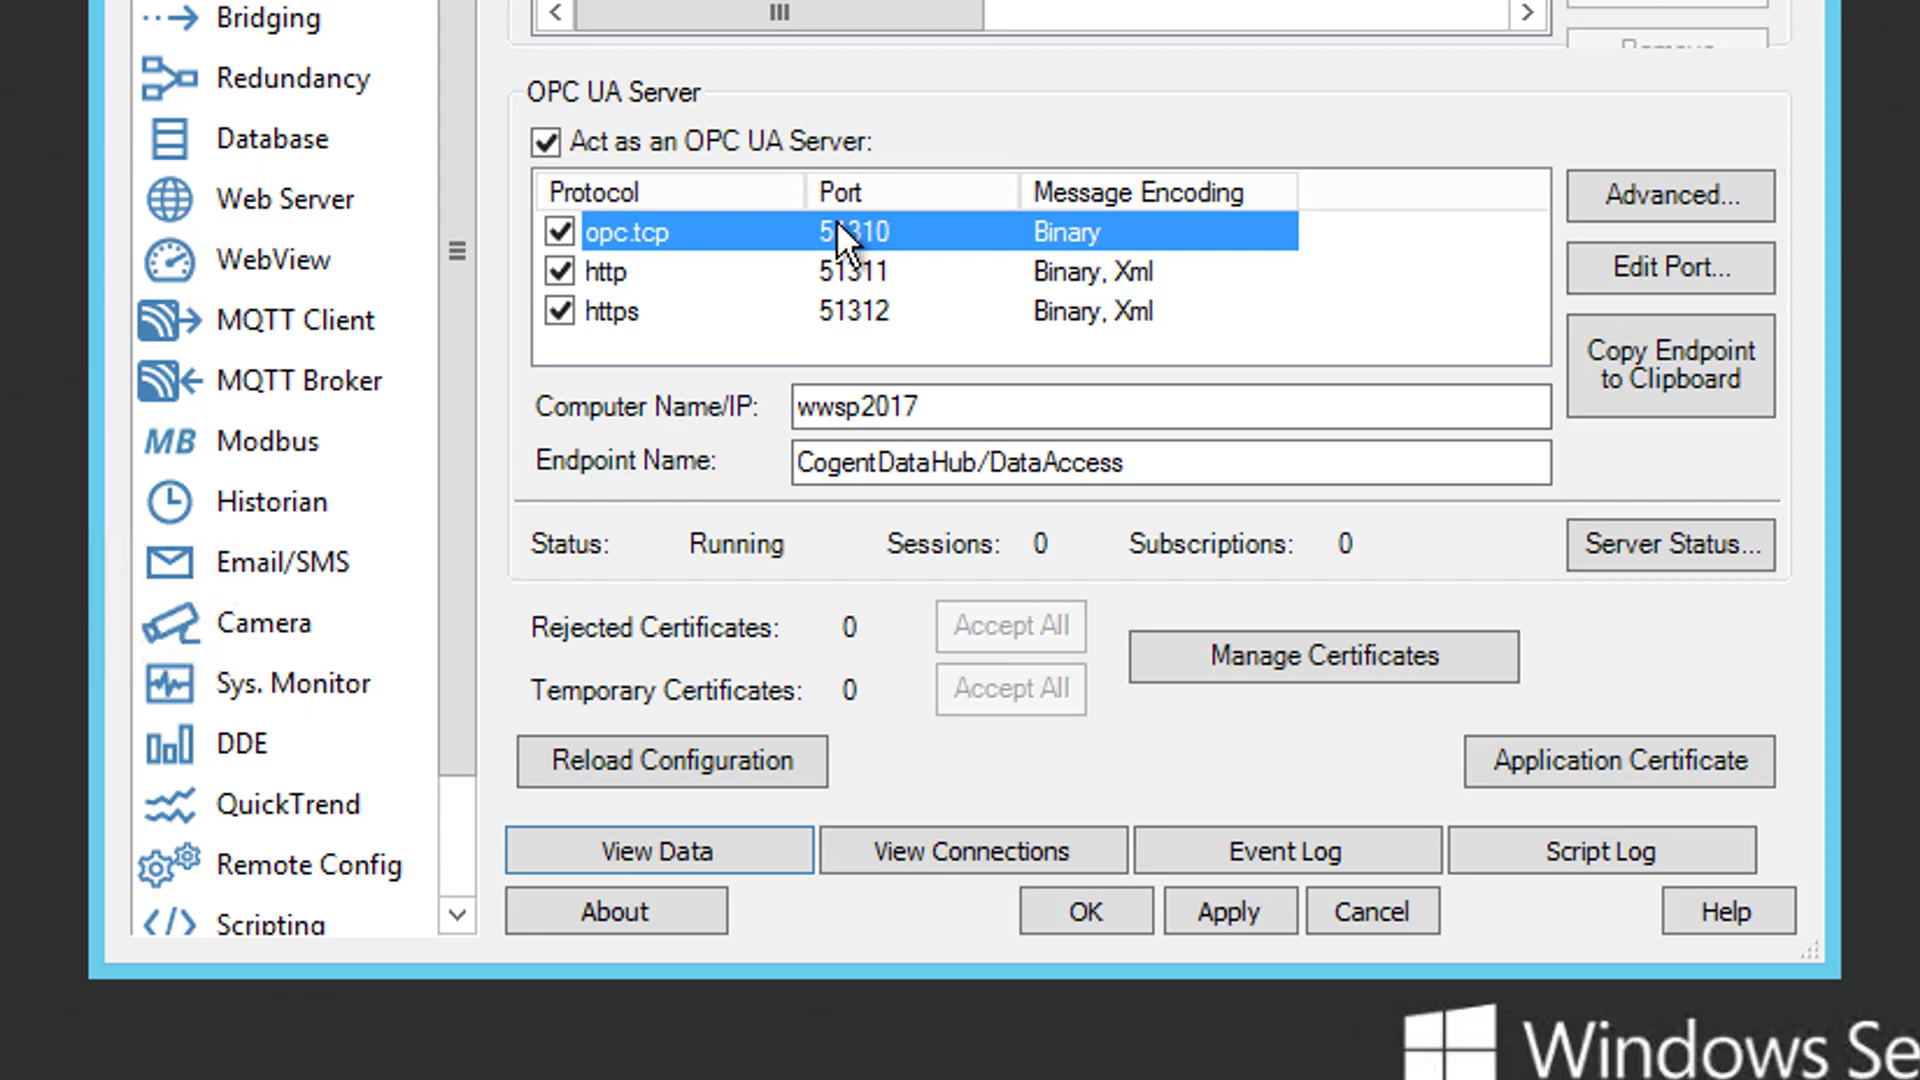 Bridging
Redundancy
Database
Web Server
WebView
MQTT Client
MQTT Broker
MB Modbus
Historian
Email/SMS
Camera
Sys. Monitor
DDE
QuickTrend
Remote Config
Scripting
OPC UA Server
Act as an OPC UA Server:
Protocol Port Message Encoding
opc.tcp 51310 Binary
http 51311 Binary, Xml
https 51312 Binary, Xml
Advanced...
Edit Port...
Copy Endpoint
to Clipboard
Computer Name/IP: wwsp2017
Endpoint Name: CogentDataHub/DataAccess
Status: Running Sessions: 0 Subscriptions: 0 Server Status...
Rejected Certificates: 0 Accept All
Manage Certificates
Temporary Certificates: 0 Accept All
Reload Configuration Application Certificate
View Data View Connections Event Log Script Log
About OK Apply Cancel Help
Windows Se